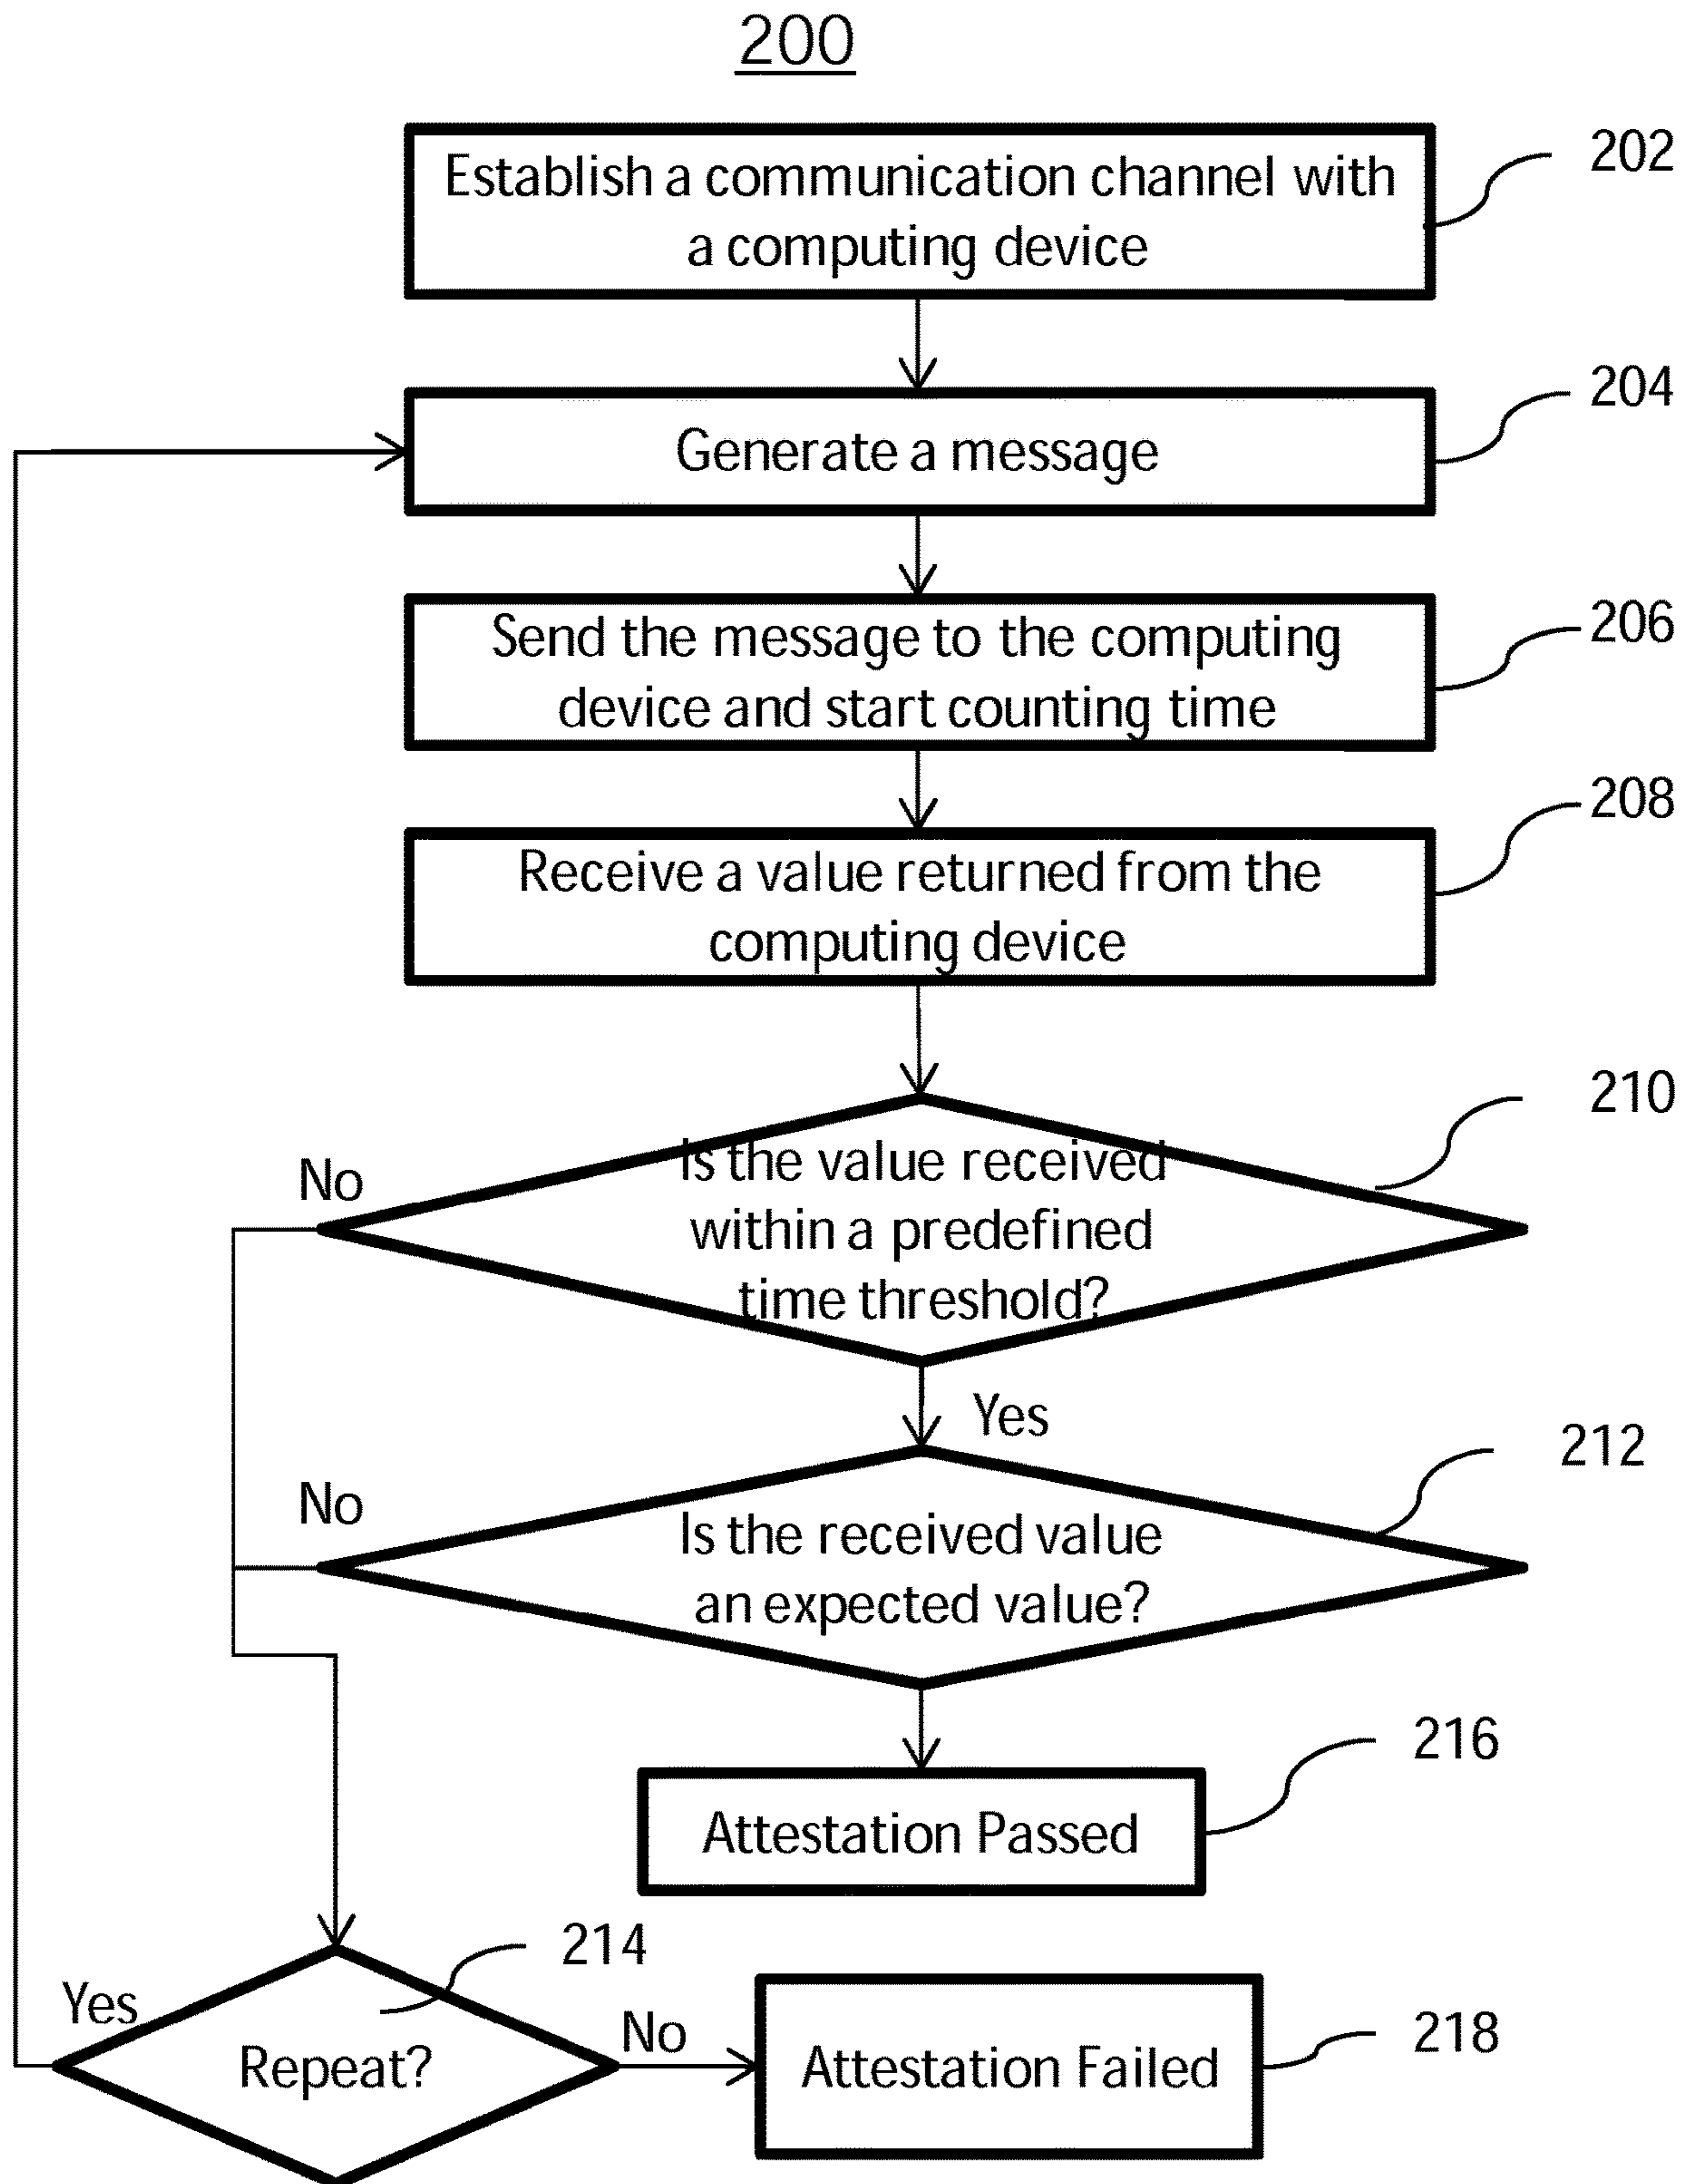 200
Establish a communication channel with
a computing device
202
Generate a message
204
Send the message to the computing
device and start counting time
206
Receive a value returned from the
computing device
208
Is the value received
within a predefined
time threshold?
210
No
Yes
Is the received value
an expected value?
212
No
Attestation Passed
216
Repeat?
214
Yes
No
Attestation Failed
218